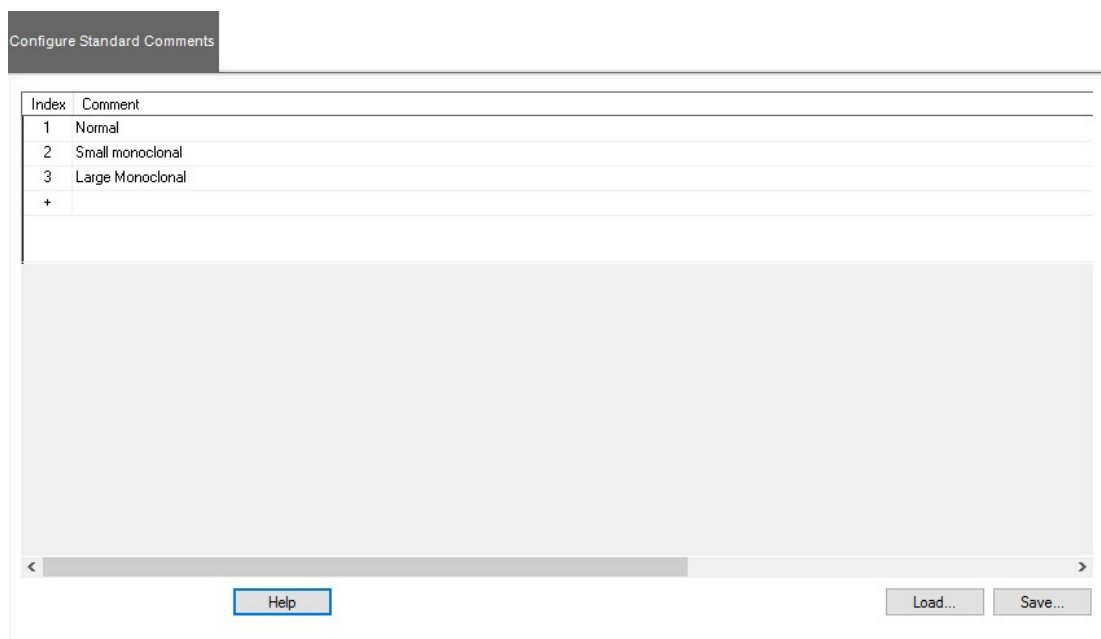 Configure Standard Comments
Index Comment
1 Normal
2 Small monoclonal
3 Large Monoclonal
+
Help Load... Save...